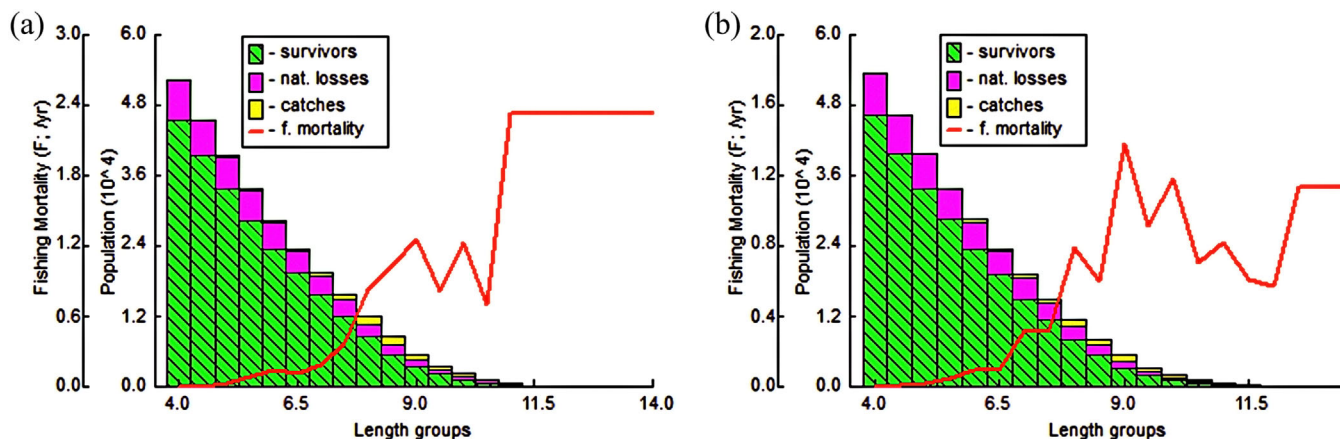 (a)
3.0
2.4
1.8
1.2
0.6
0.0
Fishing Mortality (F; /yr)
6.0
4.8
3.6
2.4
1.2
0.0
Population (10^ 4)
- survivors
- nat. losses
- catches
- f. mortality
4.0 6.5 9.0 11.5 14.0
Length groups
(b)
2.0
1.6
1.2
0.8
0.4
0.0
Fishing Mortality (F; /yr)
6.0
4.8
3.6
2.4
1.2
0.0
Population (10^ 4)
- survivors
- nat. losses
- catches
- f. mortality
4.0 6.5 9.0 11.5
Length groups